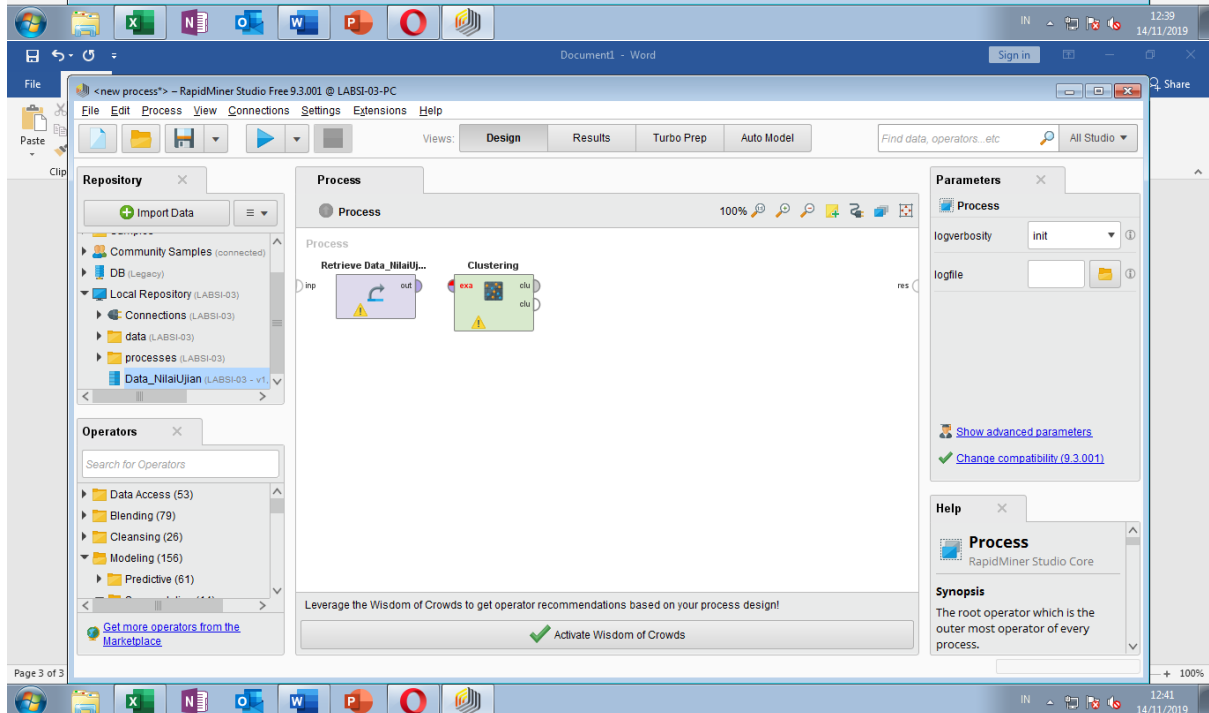 IN
12:39
14/11/2019
Document1 - Word
Sign in
File
Share
Paste
Clip
<new process*> – RapidMiner Studio Free 9.3.001 @ LABSI-03-PC
File Edit Process View Connections Settings Extensions Help
Views: Design Results Turbo Prep Auto Model
Find data, operators...etc
All Studio
Repository
Import Data
Community Samples (connected)
DB (Legacy)
Local Repository (LABSI-03)
Connections (LABSI-03)
data (LABSI-03)
processes (LABSI-03)
Data_NilaiUjian (LABSI-03 - v1,
Operators
Search for Operators
Data Access (53)
Blending (79)
Cleansing (26)
Modeling (156)
Predictive (61)
Get more operators from the
Marketplace
Process
Process
100%
Process
Retrieve Data_NilaiUj...
Clustering
inp
out
exa
clu
clu
res
Leverage the Wisdom of Crowds to get operator recommendations based on your process design!
Activate Wisdom of Crowds
Parameters
Process
logverbosity
init
logfile
Show advanced parameters
Change compatibility (9.3.001)
Help
Process
RapidMiner Studio Core
Synopsis
The root operator which is the
outer most operator of every
process.
Page 3 of 3
100%
IN
12:41
14/11/2019